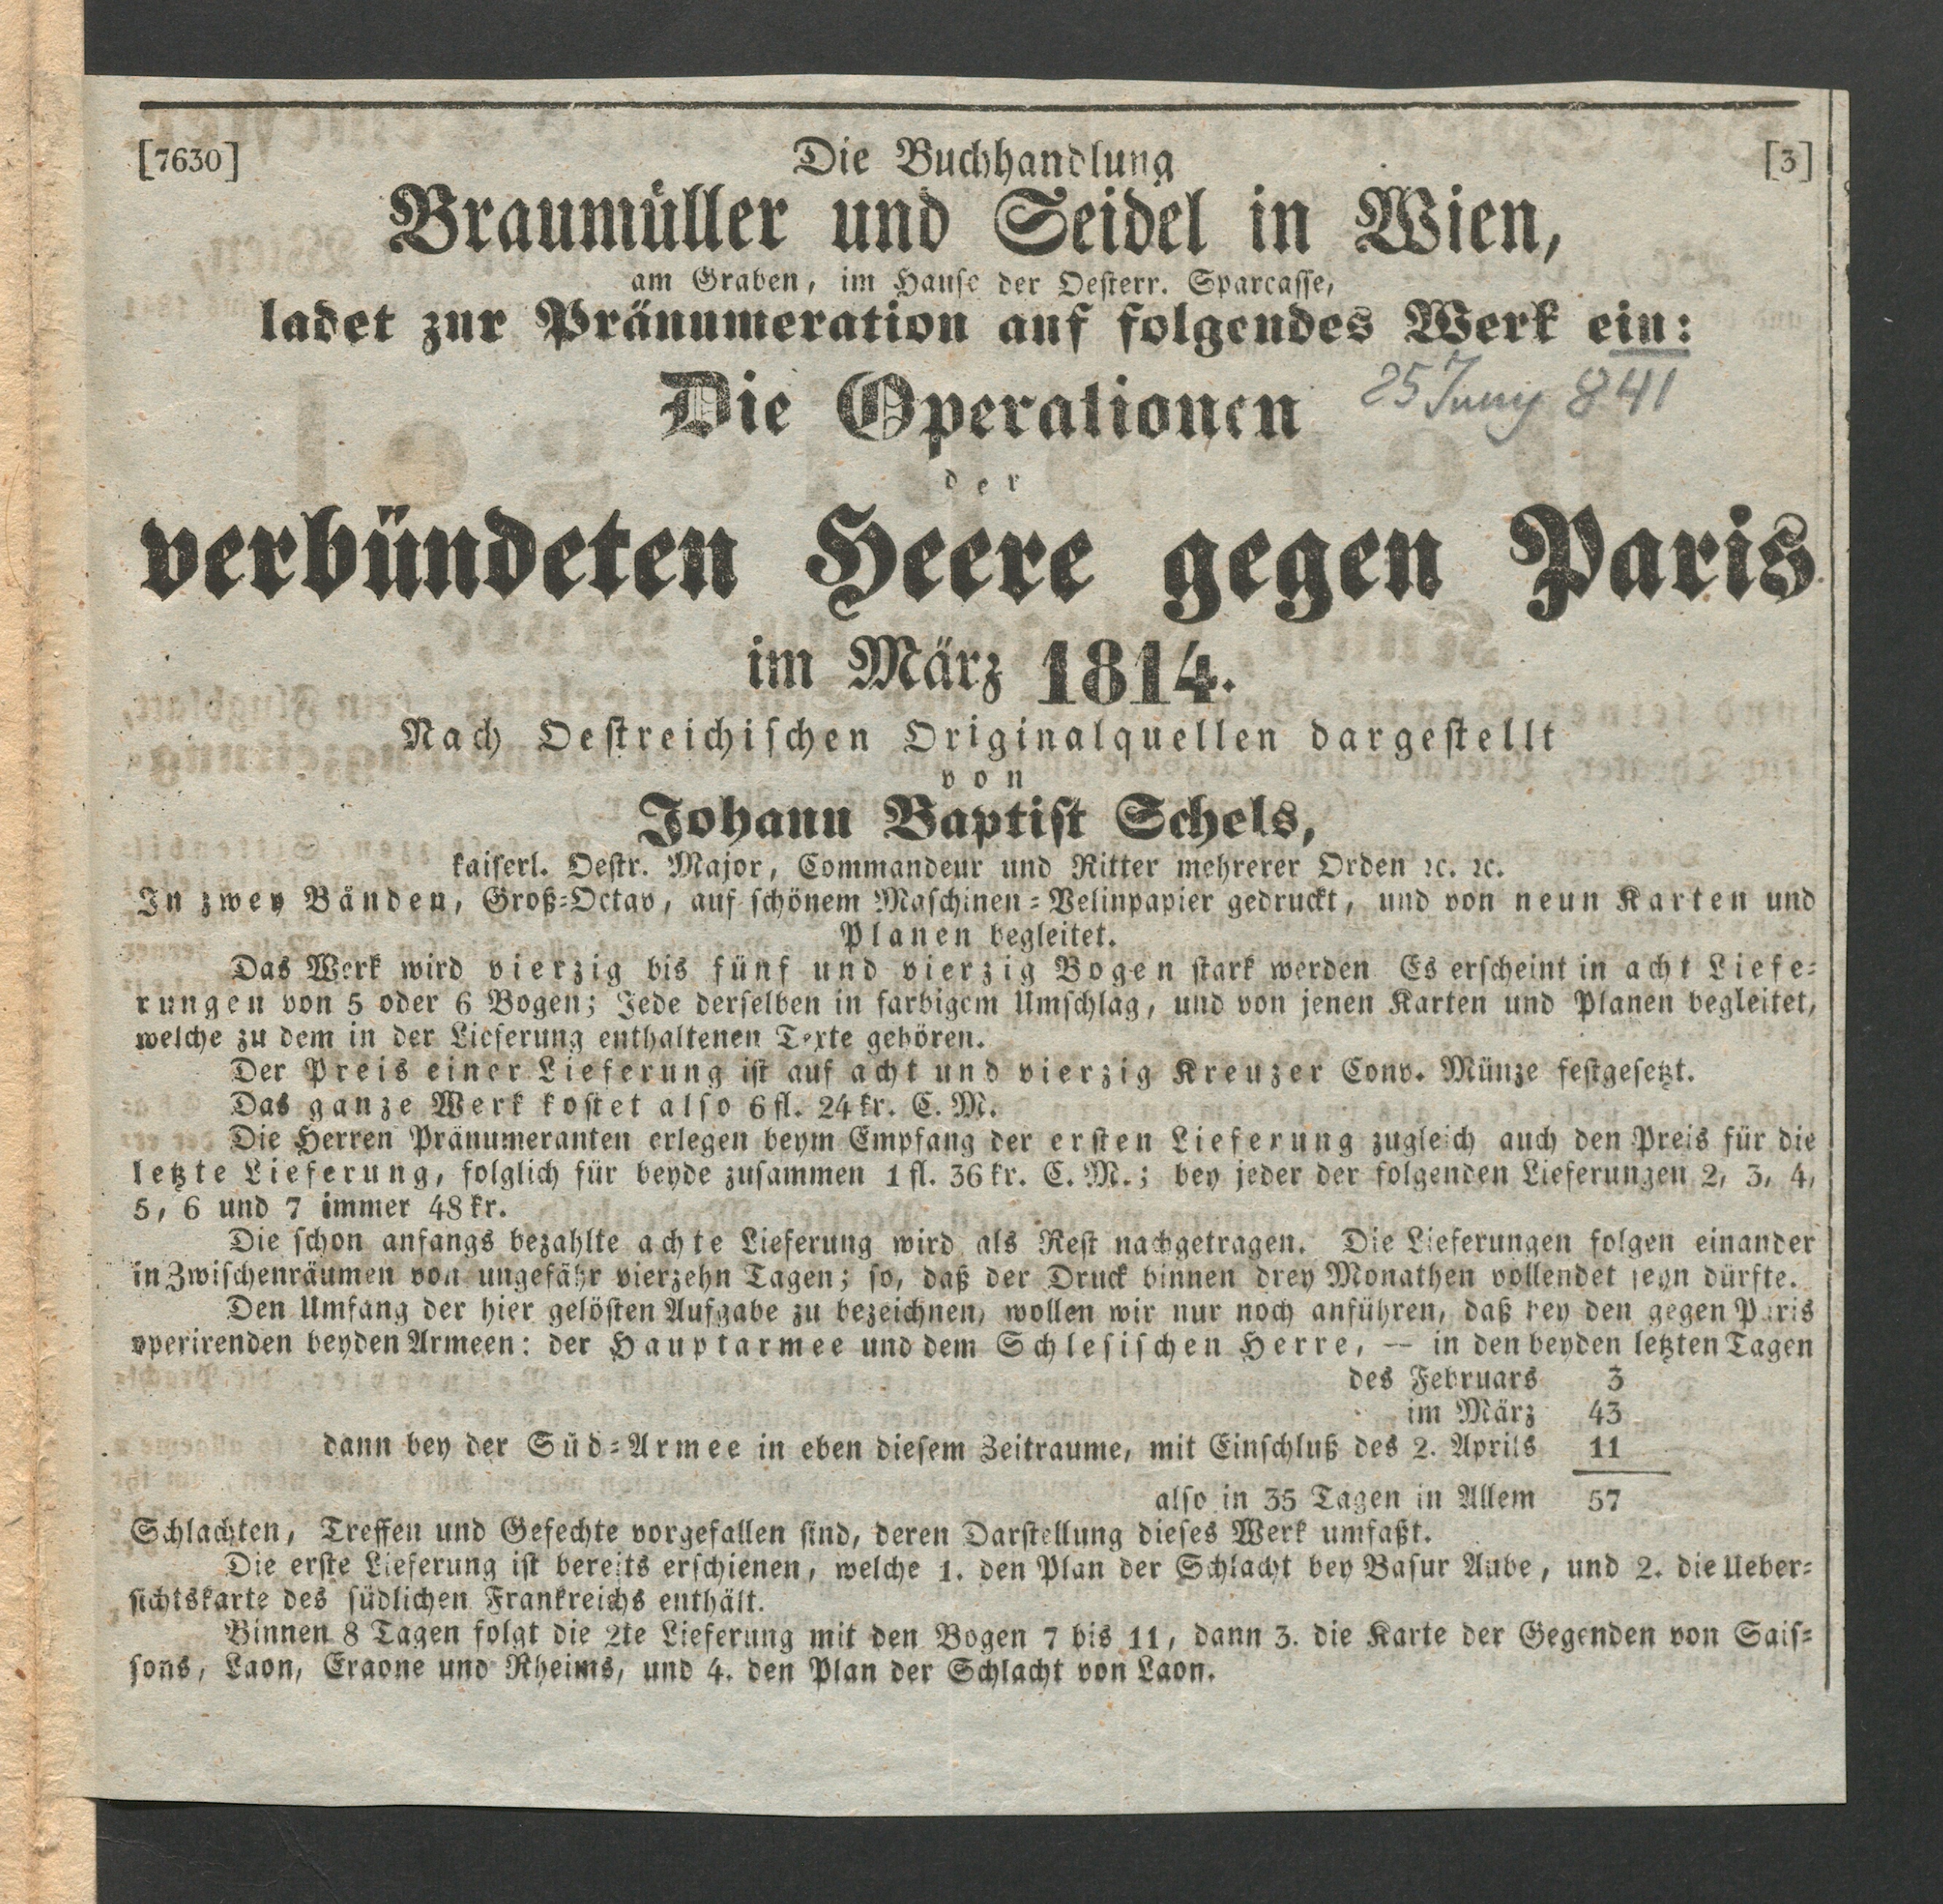 [7630]
Die Buchhandlung
[3]
Braumüller und Seidel in Wien,
am Graben, im Hause der Oesterr. Sparcasse,
ladet zur Pränumeration auf folgendes Werk ein:
25 Juny 841
Die Operationen
der
verbündeten Heere gegen Paris
im März 1814.
Nach Oestreichischen Originalquellen dargestellt
von
Johann Baptist Schels,
kaiserl. Oestr. Major, Commandeur und Ritter mehrerer Orden ꝛc. ꝛc.
In zwey Bänden, Groß-Octav, auf schönem Maschinen-Velinpapier gedruckt, und von neun Karten und
Planen begleitet.
Das Werk wird vierzig bis fünf und vierzig Bogen stark werden Es erscheint in acht Liefe-
rungen von 5 oder 6 Bogen; Jede derselben in farbigem Umschlag, und von jenen Karten und Planen begleitet,
welche zu dem in der Lieferung enthaltenen Texte gehören.
Der Preis einer Lieferung ist auf acht und vierzig Kreuzer Conv. Münze festgesetzt.
Das ganze Werk kostet also 6 fl. 24 kr. C. M.
Die Herren Pränumeranten erlegen beym Empfang der ersten Lieferung zugleich auch den Preis für die
letzte Lieferung, folglich für beyde zusammen 1 fl. 36 kr. C. M.; bey jeder der folgenden Lieferungen 2, 3, 4,
5, 6 und 7 immer 48 kr.
Die schon anfangs bezahlte achte Lieferung wird als Rest nachgetragen. Die Lieferungen folgen einander
in Zwischenräumen von ungefähr vierzehn Tagen; so, daß der Druck binnen drey Monathen vollendet seyn dürfte.
Den Umfang der hier gelösten Aufgabe zu bezeichnen, wollen wir nur noch anführen, daß bey den gegen Paris
operirenden beyden Armeen: der Hauptarmee und dem Schlesischen Herre, — in den beyden letzten Tagen
des Februars 3
im März 43
dann bey der Süd-Armee in eben diesem Zeitraume, mit Einschluß des 2. Aprils 11
also in 35 Tagen in Allem 57
Schlachten, Treffen und Gefechte vorgefallen sind, deren Darstellung dieses Werk umfaßt.
Die erste Lieferung ist bereits erschienen, welche 1. den Plan der Schlacht bey Basur Aube, und 2. die Ueber-
sichtskarte des südlichen Frankreichs enthält.
Binnen 8 Tagen folgt die 2te Lieferung mit den Bogen 7 bis 11, dann 3. die Karte der Gegenden von Sais-
sons, Laon, Craone und Rheims, und 4. den Plan der Schlacht von Laon.